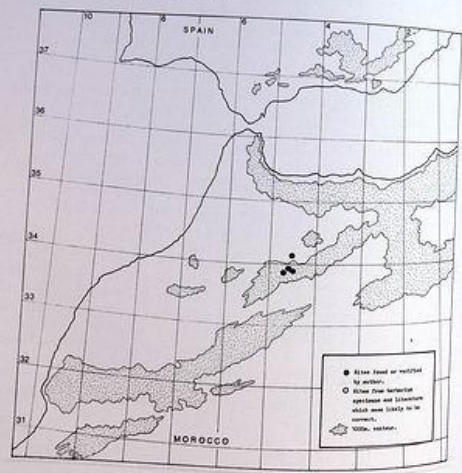 10 8 6 4 2
SPAIN
37
36
35
34
33
32
31
MOROCCO
Sites found or verified
by author.
Sites from herbarium
specimens and literature
which seem likely to be
correct.
1000m. contour.